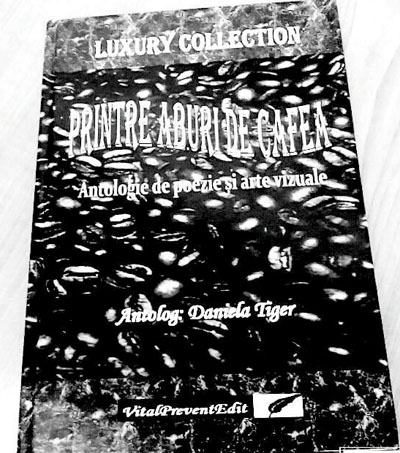 LUXURY COLLECTION
PRINTRE ABURI DE CAFEA
Antologie de poezie și arte vizuale
Antolog: Daniela Tiger
VitalPreventEdit